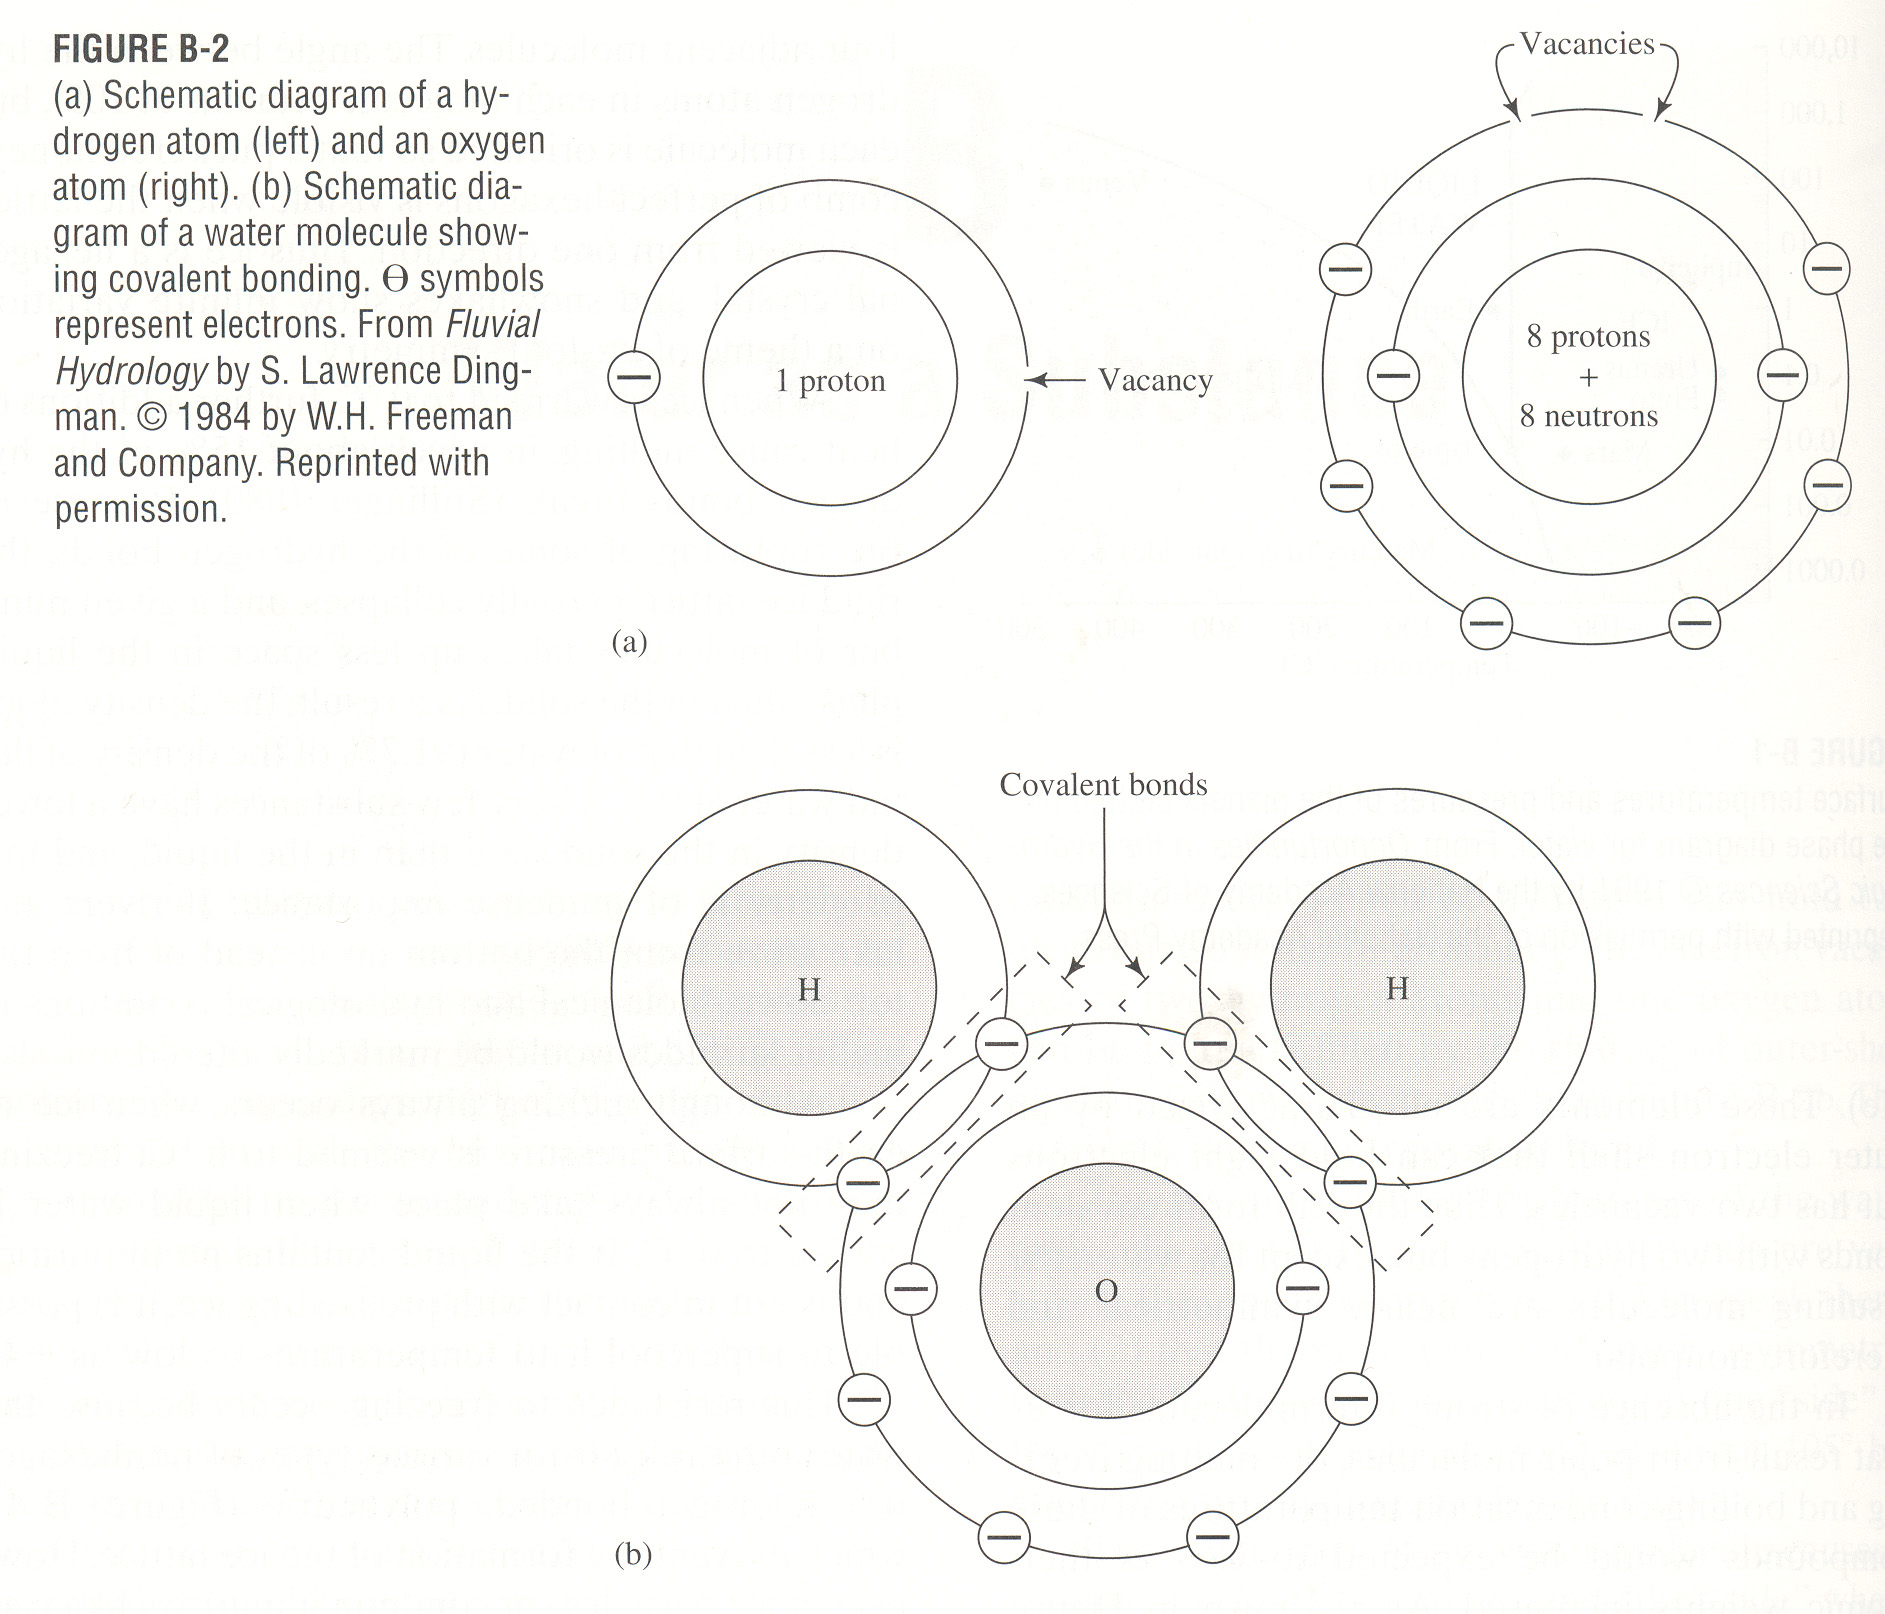 FIGURE B-2
(a) Schematic diagram of a hy-
drogen atom (left) and an oxygen
atom (right). (b) Schematic dia-
gram of a water molecule show-
ing covalent bonding. ⊖ symbols
represent electrons. From Fluvial
Hydrology by S. Lawrence Ding-
man. © 1984 by W.H. Freeman
and Company. Reprinted with
permission.
Vacancies
1 proton
Vacancy
8 protons
+
8 neutrons
(a)
Covalent bonds
H
H
O
(b)